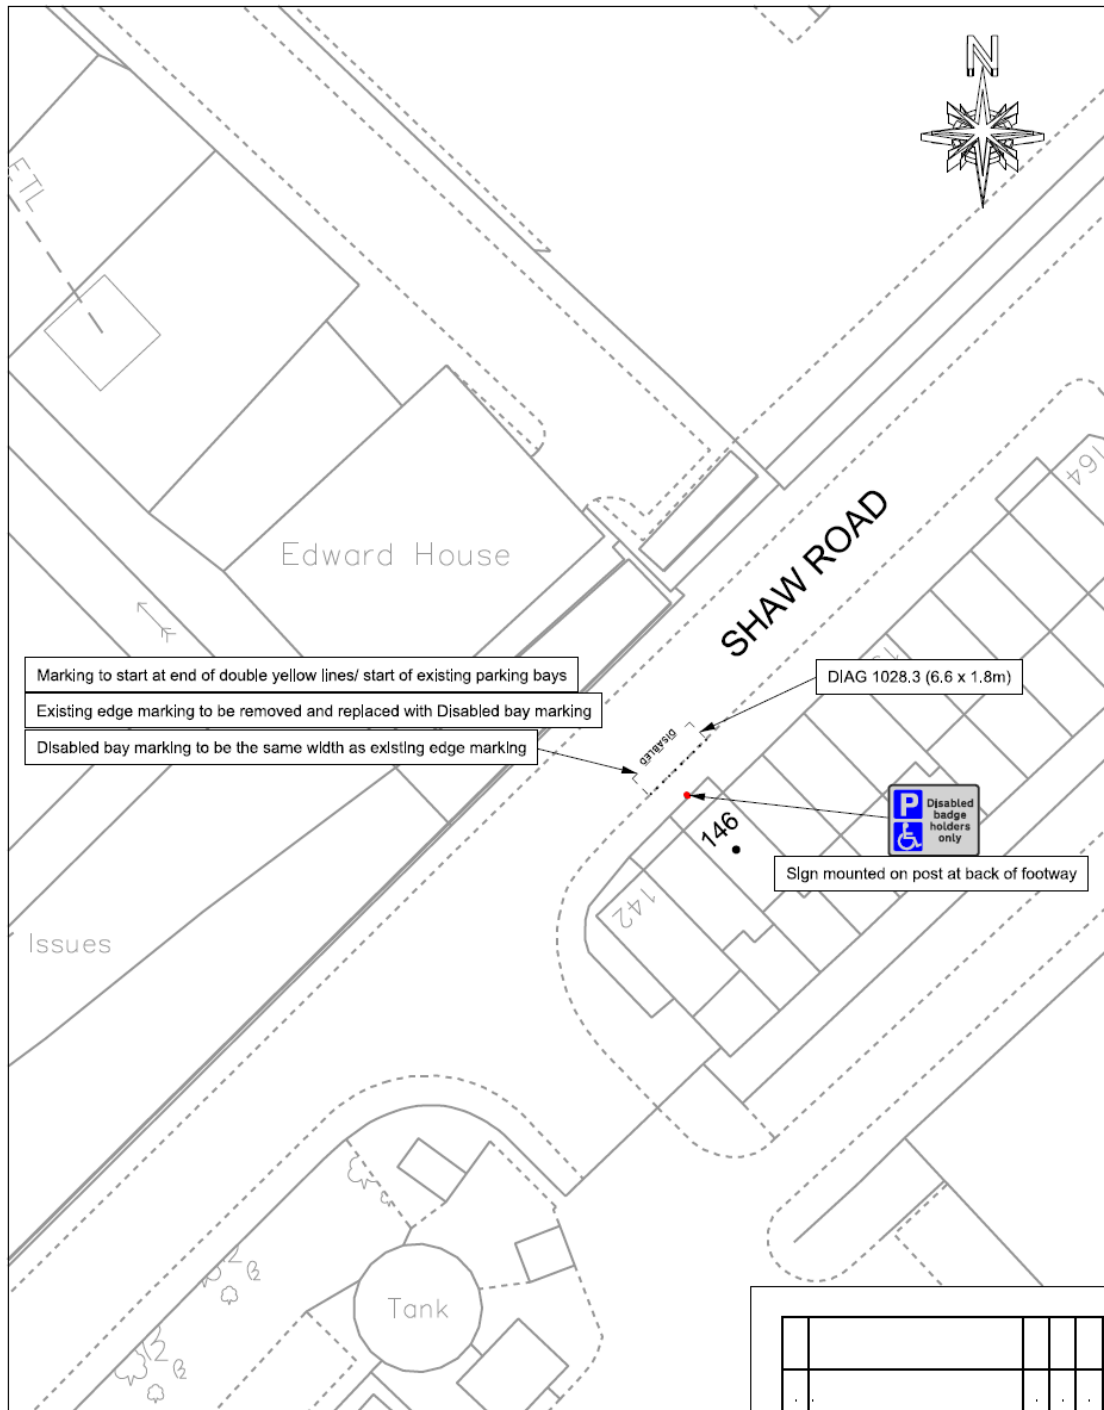 N
ETL
164
Edward House
SHAW ROAD
Marking to start at end of double yellow lines/ start of existing parking bays
Existing edge marking to be removed and replaced with Disabled bay marking
Disabled bay marking to be the same width as existing edge marking
DIAG 1028.3 (6.6 x 1.8m)
DISABLED
P
Disabled
badge
holders
only
146
Sign mounted on post at back of footway
142
Issues
Tank